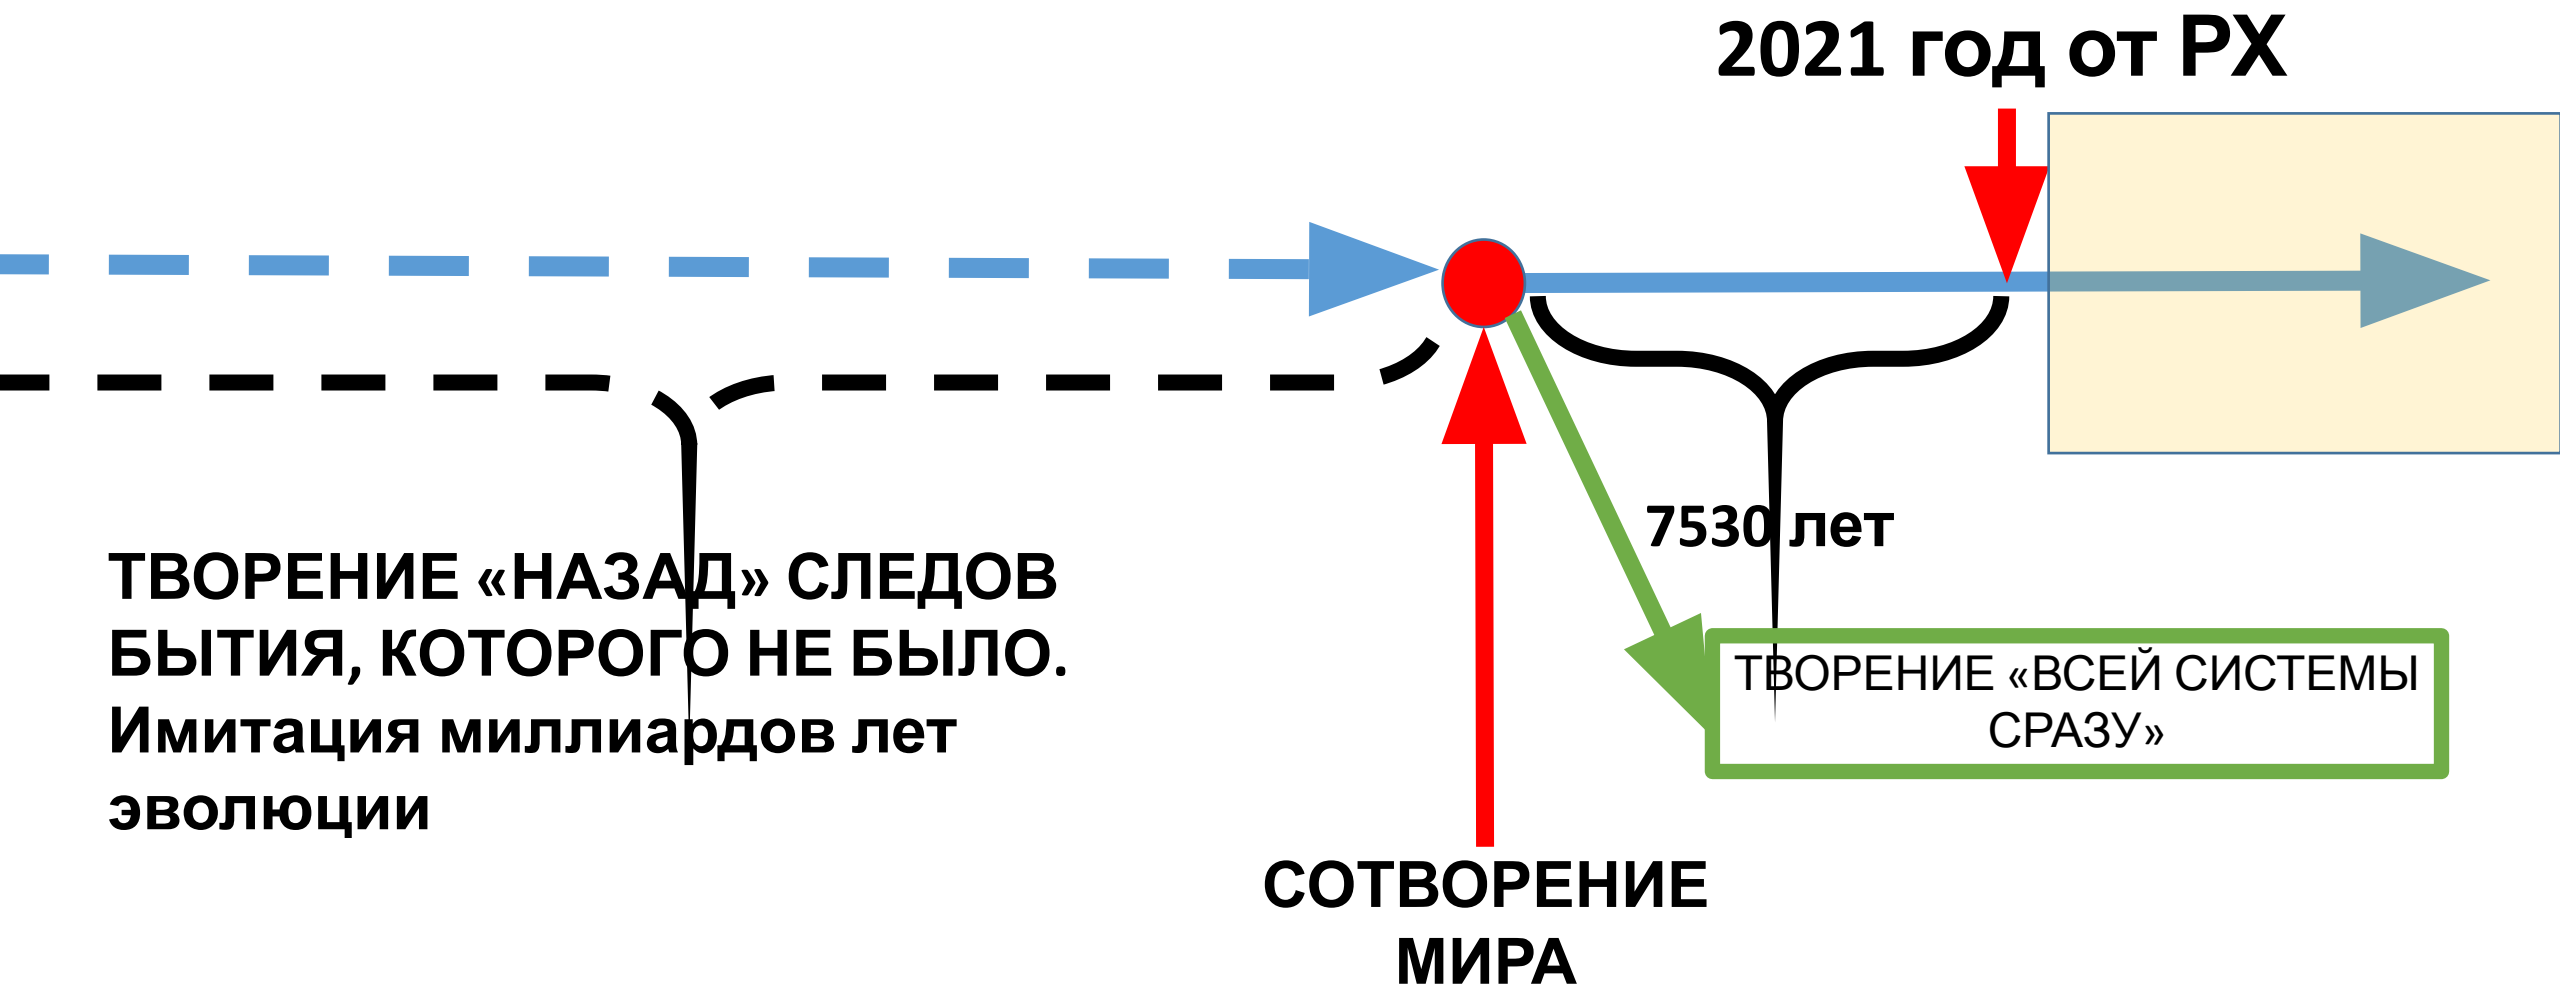 2021 год от РХ
7530 лет
ТВОРЕНИЕ «НАЗАД» СЛЕДОВ
БЫТИЯ, КОТОРОГО НЕ БЫЛО.
Имитация миллиардов лет
эволюции
ТВОРЕНИЕ «ВСЕЙ СИСТЕМЫ
СРАЗУ»
СОТВОРЕНИЕ
МИРА